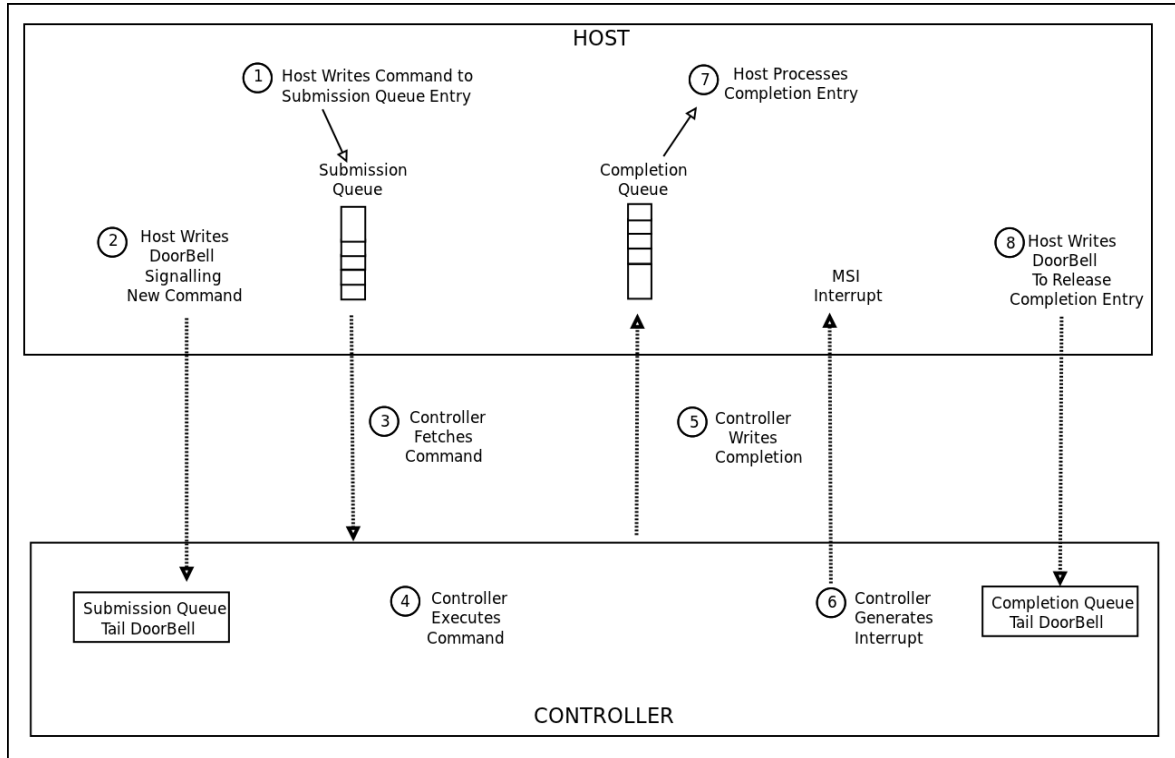 HOST
1
Host Writes Command to
Submission Queue Entry
7
Host Processes
Completion Entry
Submission
Queue
Completion
Queue
2
Host Writes
DoorBell
Signalling
New Command
MSI
Interrupt
8
Host Writes
DoorBell
To Release
Completion Entry
3
Controller
Fetches
Command
5
Controller
Writes
Completion
Submission Queue
Tail DoorBell
4
Controller
Executes
Command
6
Controller
Generates
Interrupt
Completion Queue
Tail DoorBell
CONTROLLER